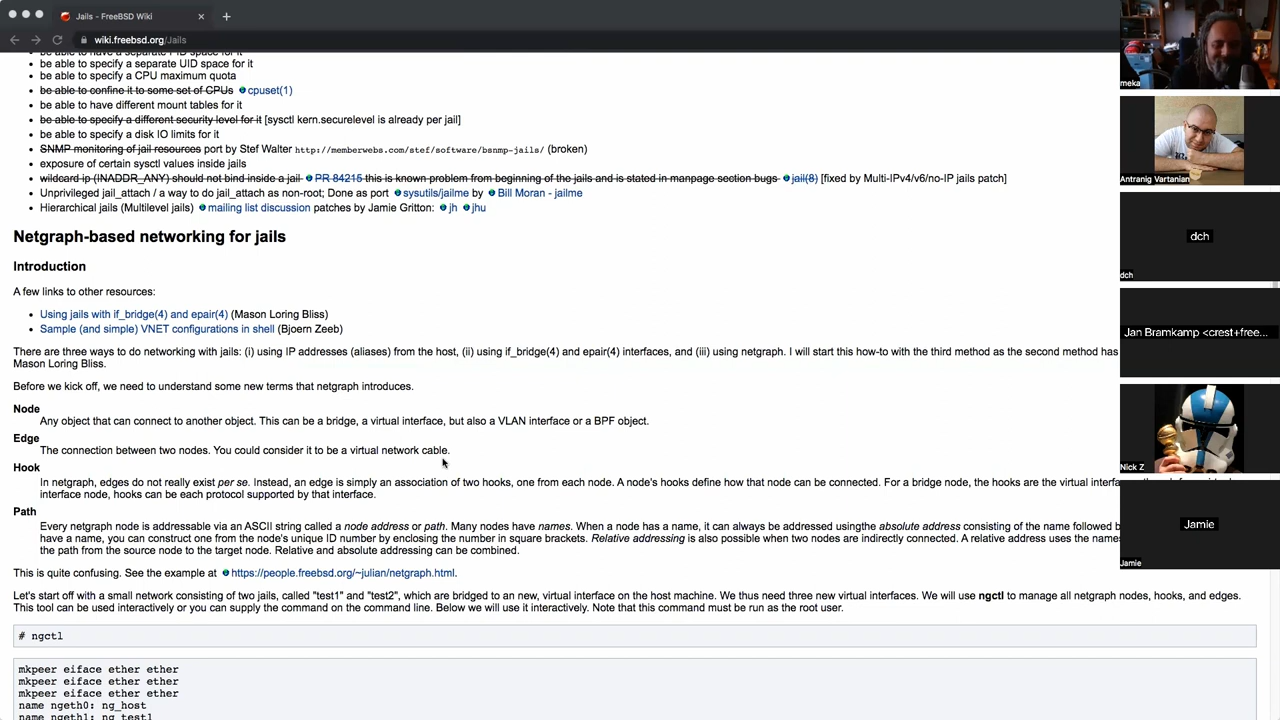 Jails - FreeBSD Wiki
wiki.freebsd.org/Jails
be able to have a separate PID space for it
be able to specify a separate UID space for it
be able to specify a CPU maximum quota
be able to confine it to some set of CPUs cpuset(1)
be able to have different mount tables for it
be able to specify a different security level for it [sysctl kern.securelevel is already per jail]
be able to specify a disk IO limits for it
SNMP monitoring of jail resources port by Stef Walter http://memberwebs.com/stef/software/bsnmp-jails/ (broken)
exposure of certain sysctl values inside jails
wildcard ip (INADDR_ANY) should not bind inside a jail PR 84215 this is known problem from beginning of the jails and is stated in manpage section bugs jail(8) [fixed by Multi-IPv4/v6/no-IP jails patch]
Unprivileged jail_attach / a way to do jail_attach as non-root; Done as port sysutils/jailme by Bill Moran - jailme
Hierarchical jails (Multilevel jails) mailing list discussion patches by Jamie Gritton: jh jhu
Netgraph-based networking for jails
Introduction
A few links to other resources:
Using jails with if_bridge(4) and epair(4) (Mason Loring Bliss)
Sample (and simple) VNET configurations in shell (Bjoern Zeeb)
There are three ways to do networking with jails: (i) using IP addresses (aliases) from the host, (ii) using if_bridge(4) and epair(4) interfaces, and (iii) using netgraph. I will start this how-to with the third method as the second method has
Mason Loring Bliss.
Before we kick off, we need to understand some new terms that netgraph introduces.
Node
Any object that can connect to another object. This can be a bridge, a virtual interface, but also a VLAN interface or a BPF object.
Edge
The connection between two nodes. You could consider it to be a virtual network cable.
Hook
In netgraph, edges do not really exist per se. Instead, an edge is simply an association of two hooks, one from each node. A node's hooks define how that node can be connected. For a bridge node, the hooks are the virtual
interface node, hooks can be each protocol supported by that interface.
Path
Every netgraph node is addressable via an ASCII string called a node address or path. Many nodes have names. When a node has a name, it can always be addressed usingthe absolute address consisting of the name followed
have a name, you can construct one from the node's unique ID number by enclosing the number in square brackets. Relative addressing is also possible when two nodes are indirectly connected. A relative address uses the
the path from the source node to the target node. Relative and absolute addressing can be combined.
This is quite confusing. See the example at https://people.freebsd.org/~julian/netgraph.html.
Let's start off with a small network consisting of two jails, called "test1" and "test2", which are bridged to an new, virtual interface on the host machine. We thus need three new virtual interfaces. We will use ngctl to manage all netgraph nodes, hooks, and edges.
This tool can be used interactively or you can supply the command on the command line. Below we will use it interactively. Note that this command must be run as the root user.
# ngctl
mkpeer eiface ether ether
mkpeer eiface ether ether
mkpeer eiface ether ether
name ngeth0: ng_host
name ngeth1: ng_test1
meka
Antranig Vartanian
dch
dch
Jan Bramkamp <crest+free...
Nick Z
Jamie
Jamie